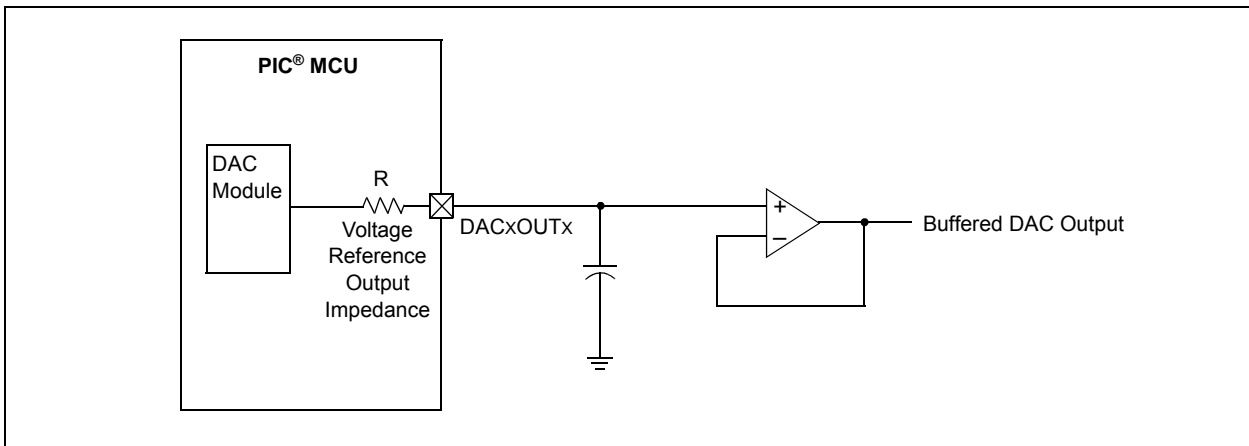 PIC® MCU
DAC
Module
R
Voltage
Reference
Output
Impedance
DACxOUTx
+
–
Buffered DAC Output